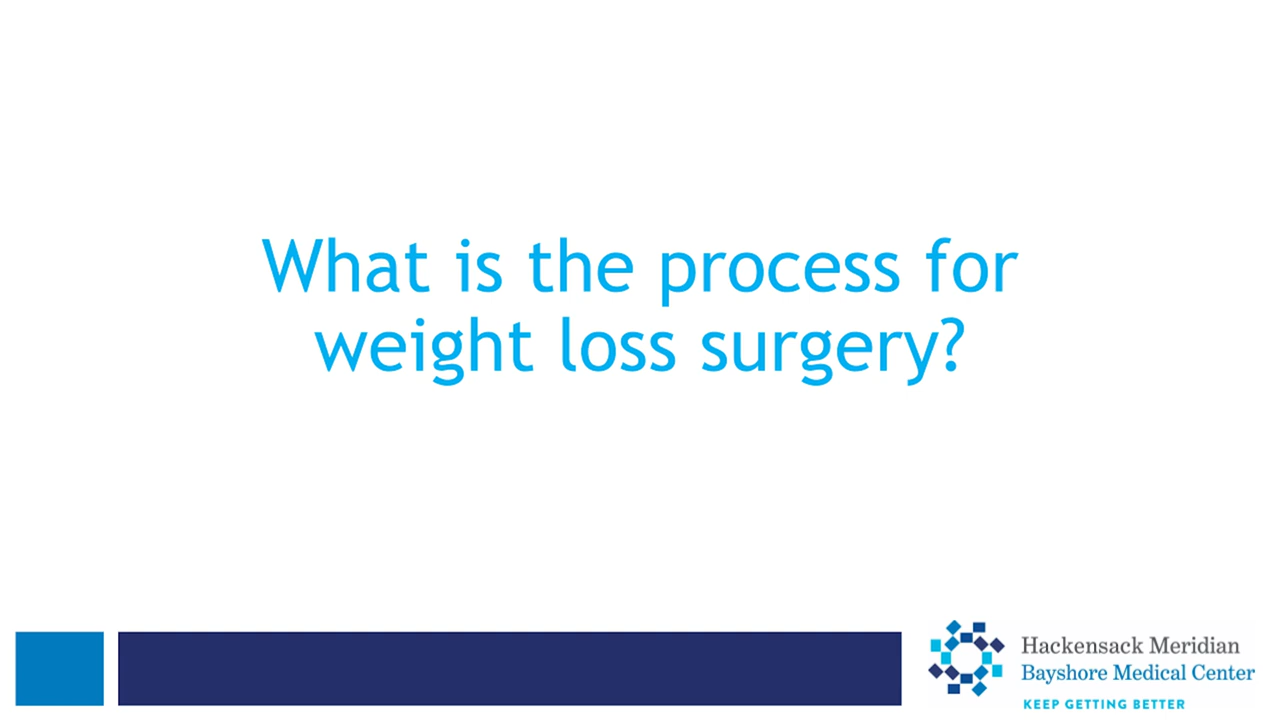 What is the process for
weight loss surgery?
Hackensack Meridian
Bayshore Medical Center
KEEP GETTING BETTER